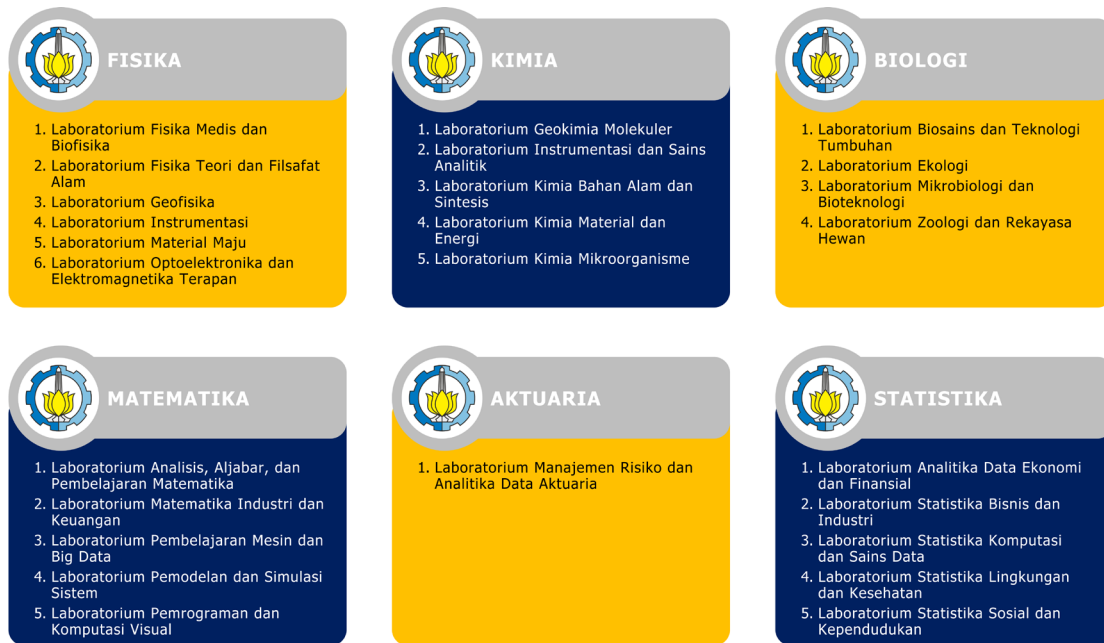 FISIKA
1. Laboratorium Fisika Medis dan
Biofisika
2. Laboratorium Fisika Teori dan Filsafat
Alam
3. Laboratorium Geofisika
4. Laboratorium Instrumentasi
5. Laboratorium Material Maju
6. Laboratorium Optoelektronika dan
Elektromagnetika Terapan
KIMIA
1. Laboratorium Geokimia Molekuler
2. Laboratorium Instrumentasi dan Sains
Analitik
3. Laboratorium Kimia Bahan Alam dan
Sintesis
4. Laboratorium Kimia Material dan
Energi
5. Laboratorium Kimia Mikroorganisme
BIOLOGI
1. Laboratorium Biosains dan Teknologi
Tumbuhan
2. Laboratorium Ekologi
3. Laboratorium Mikrobiologi dan
Bioteknologi
4. Laboratorium Zoologi dan Rekayasa
Hewan
MATEMATIKA
1. Laboratorium Analisis, Aljabar, dan
Pembelajaran Matematika
2. Laboratorium Matematika Industri dan
Keuangan
3. Laboratorium Pembelajaran Mesin dan
Big Data
4. Laboratorium Pemodelan dan Simulasi
Sistem
5. Laboratorium Pemrograman dan
Komputasi Visual
AKTUARIA
1. Laboratorium Manajemen Risiko dan
Analitika Data Aktuaria
STATISTIKA
1. Laboratorium Analitika Data Ekonomi
dan Finansial
2. Laboratorium Statistika Bisnis dan
Industri
3. Laboratorium Statistika Komputasi
dan Sains Data
4. Laboratorium Statistika Lingkungan
dan Kesehatan
5. Laboratorium Statistika Sosial dan
Kependudukan